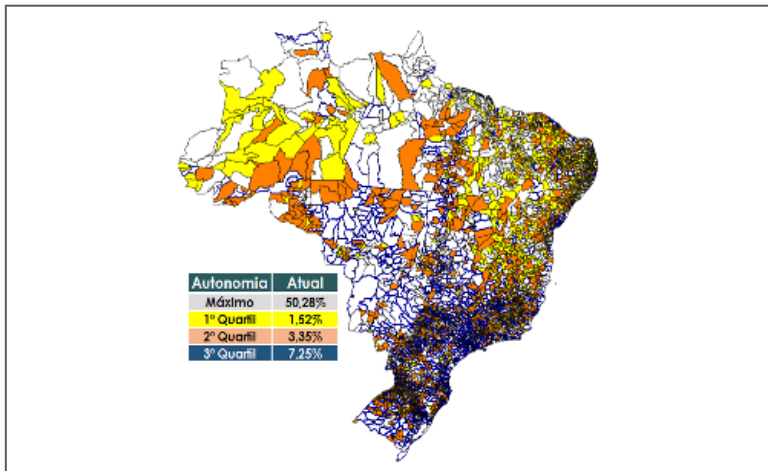 Autonomia Atual
Máximo 50,28%
1º Quartil 1,52%
2º Quartil 3,35%
3º Quartil 7,25%